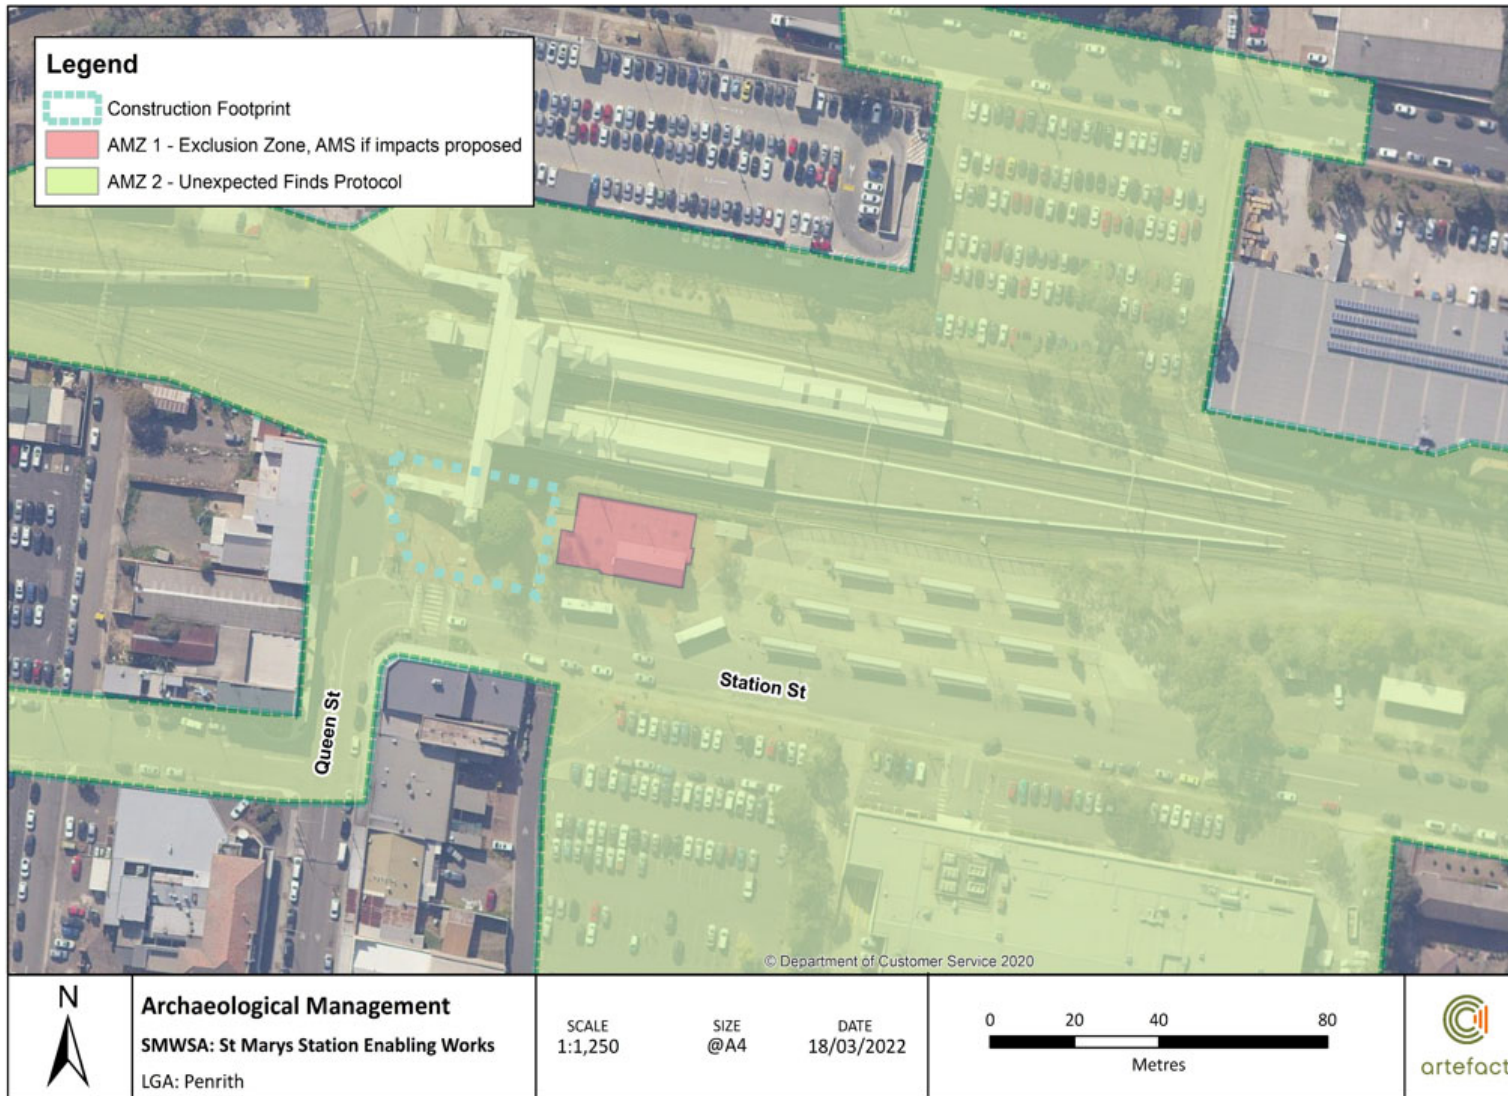 Legend
Construction Footprint
AMZ 1 - Exclusion Zone, AMS if impacts proposed
AMZ 2 - Unexpected Finds Protocol
Station St
Queen St
© Department of Customer Service 2020
N
Archaeological Management
SMWSA: St Marys Station Enabling Works
LGA: Penrith
SCALE
1:1,250
SIZE
@A4
DATE
18/03/2022
0 20 40 80
Metres
artefact